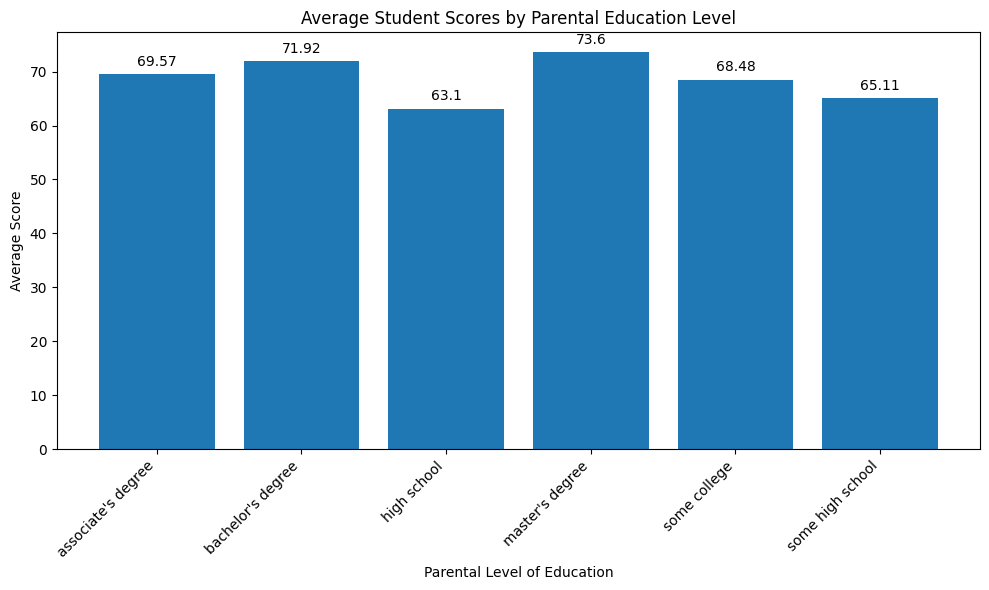 Average Student Scores by Parental Education Level
Average Score
70
60
50
40
30
20
10
0
69.57
71.92
63.1
73.6
68.48
65.11
associate's degree
bachelor's degree
high school
master's degree
some college
some high school
Parental Level of Education